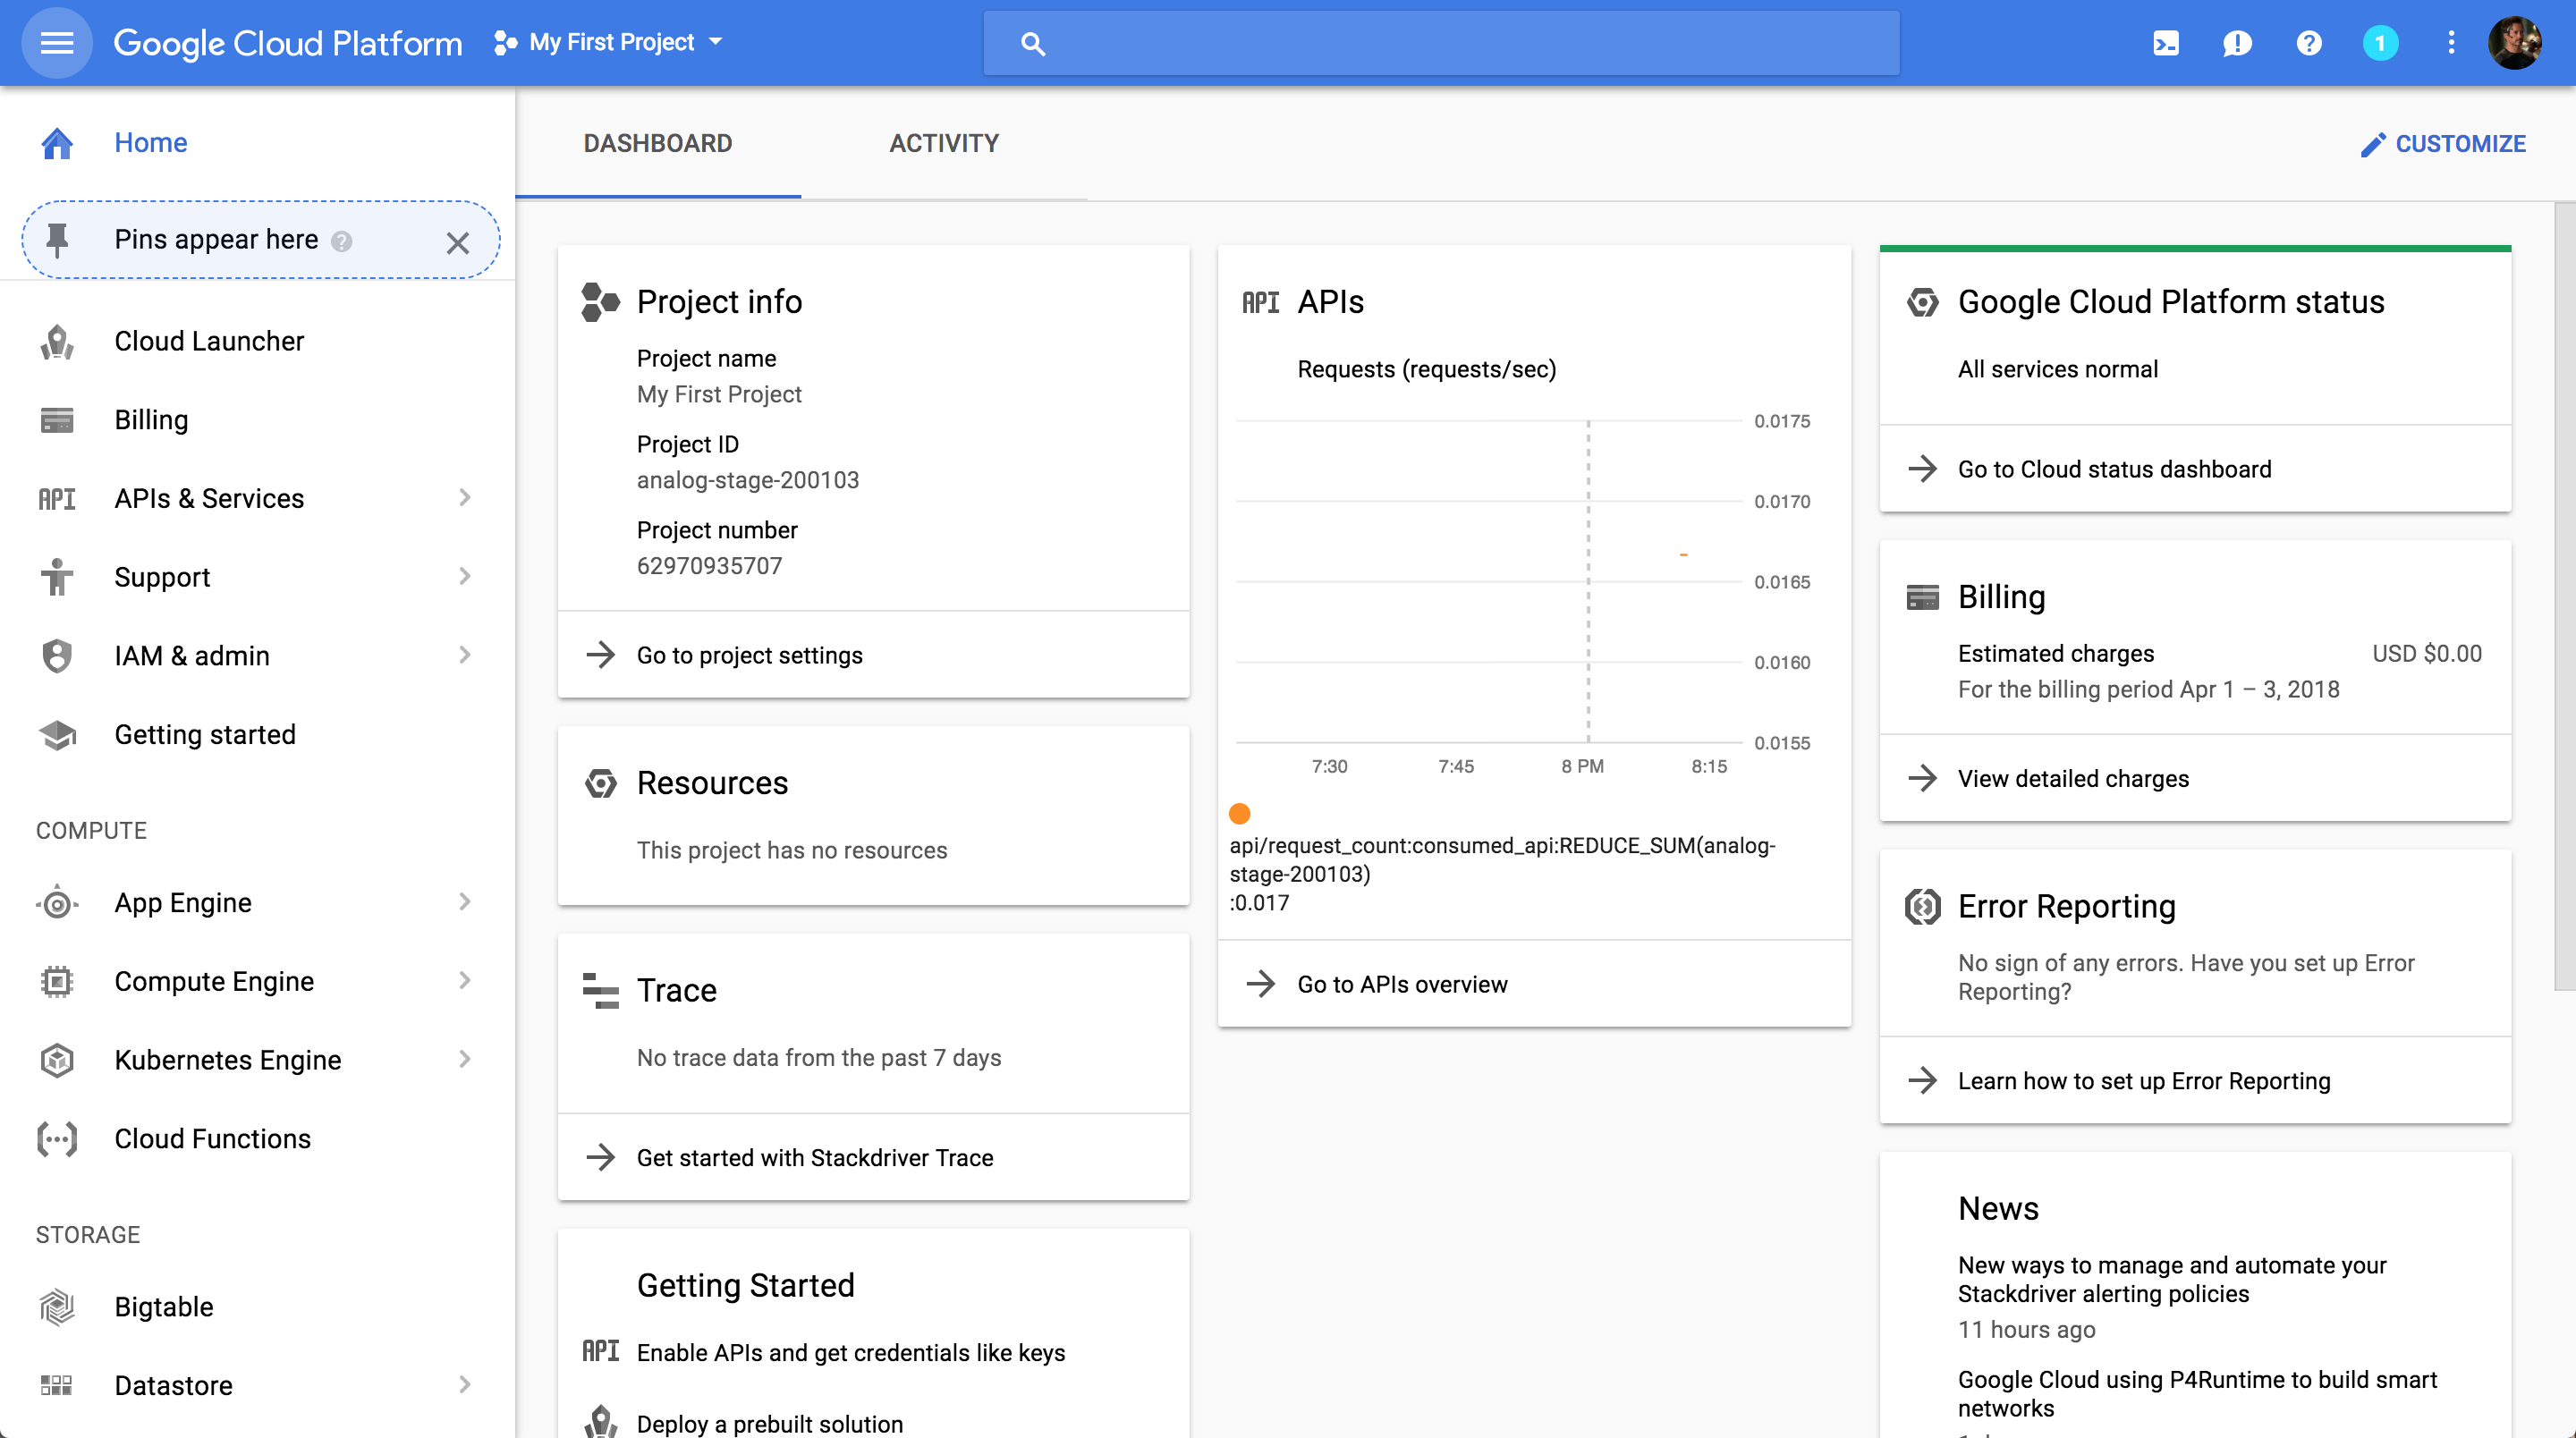 Google Cloud Platform
My First Project
1
Home
Pins appear here
Cloud Launcher
Billing
API
APIs & Services
Support
IAM & admin
Getting started
COMPUTE
App Engine
Compute Engine
Kubernetes Engine
Cloud Functions
STORAGE
Bigtable
Datastore
DASHBOARD
ACTIVITY
CUSTOMIZE
Project info
Project name
My First Project
Project ID
analog-stage-200103
Project number
62970935707
Go to project settings
Resources
This project has no resources
Trace
No trace data from the past 7 days
Get started with Stackdriver Trace
Getting Started
API
Enable APIs and get credentials like keys
Deploy a prebuilt solution
API
APIs
Requests (requests/sec)
0.0175
0.0170
0.0165
0.0160
0.0155
7:30
7:45
8 PM
8:15
api/request_count:consumed_api:REDUCE_SUM(analog-
stage-200103)
:0.017
Go to APIs overview
Google Cloud Platform status
All services normal
Go to Cloud status dashboard
Billing
Estimated charges
USD $0.00
For the billing period Apr 1 – 3, 2018
View detailed charges
Error Reporting
No sign of any errors. Have you set up Error
Reporting?
Learn how to set up Error Reporting
News
New ways to manage and automate your
Stackdriver alerting policies
11 hours ago
Google Cloud using P4Runtime to build smart
networks